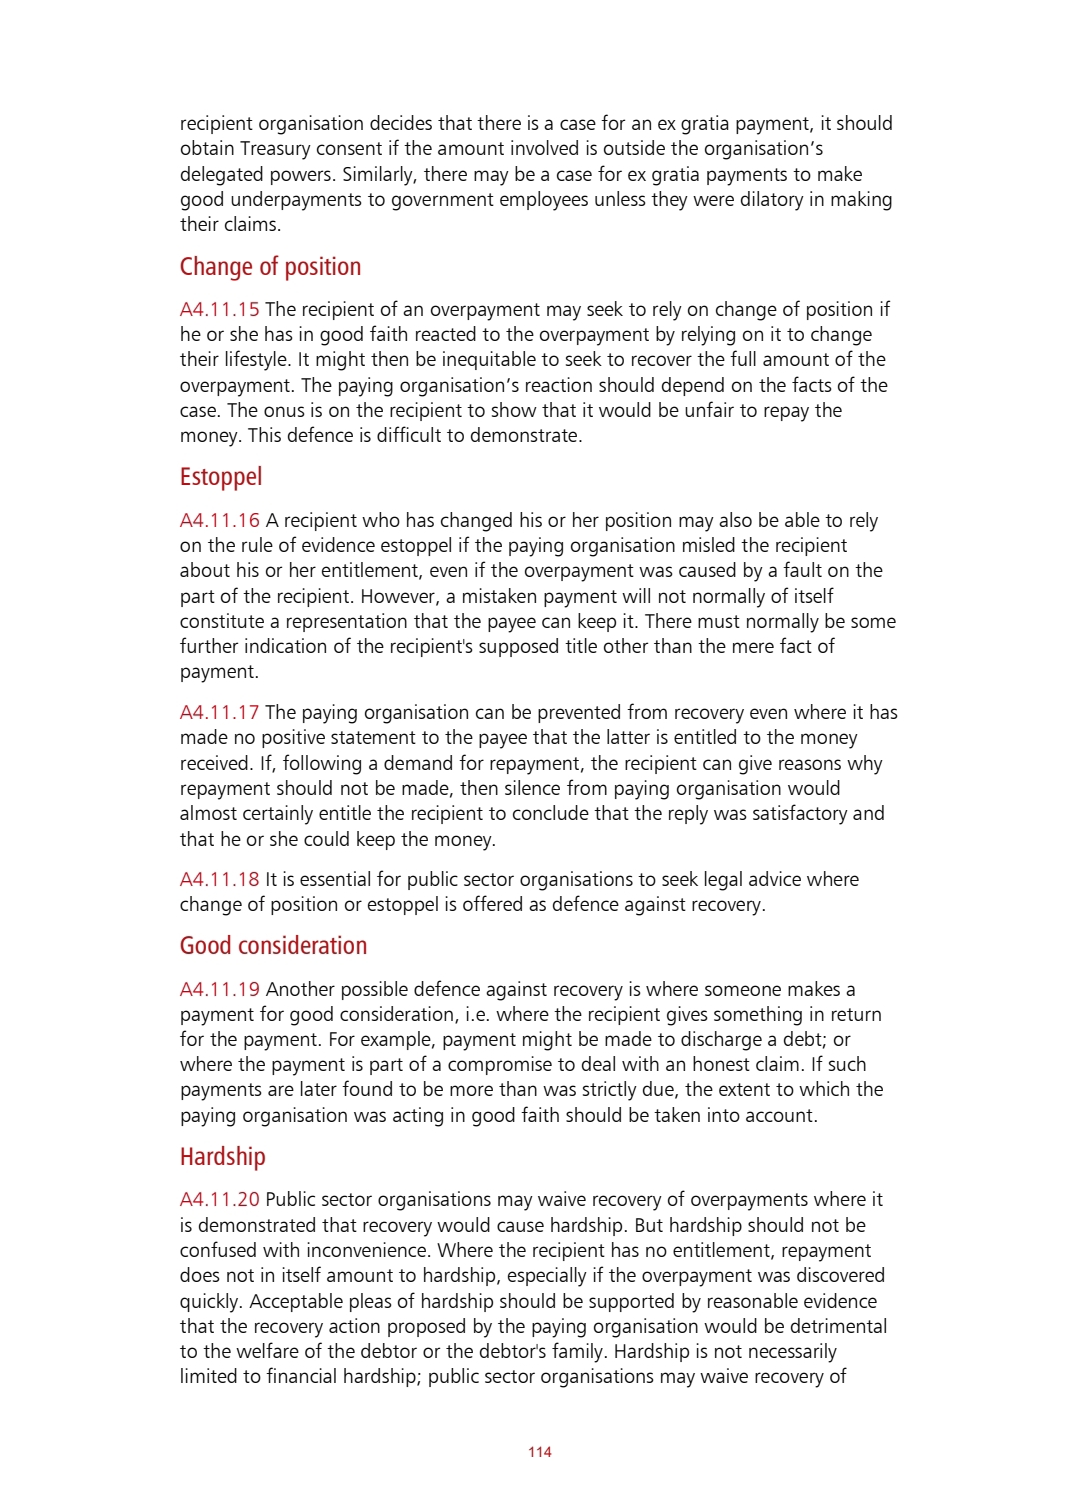 recipient organisation decides that there is a case for an ex gratia payment, it should
obtain Treasury consent if the amount involved is outside the organisation’s
delegated powers. Similarly, there may be a case for ex gratia payments to make
good underpayments to government employees unless they were dilatory in making
their claims.
Change of position
A4.11.15 The recipient of an overpayment may seek to rely on change of position if
he or she has in good faith reacted to the overpayment by relying on it to change
their lifestyle. It might then be inequitable to seek to recover the full amount of the
overpayment. The paying organisation’s reaction should depend on the facts of the
case. The onus is on the recipient to show that it would be unfair to repay the
money. This defence is difficult to demonstrate.
Estoppel
A4.11.16 A recipient who has changed his or her position may also be able to rely
on the rule of evidence estoppel if the paying organisation misled the recipient
about his or her entitlement, even if the overpayment was caused by a fault on the
part of the recipient. However, a mistaken payment will not normally of itself
constitute a representation that the payee can keep it. There must normally be some
further indication of the recipient's supposed title other than the mere fact of
payment.
A4.11.17 The paying organisation can be prevented from recovery even where it has
made no positive statement to the payee that the latter is entitled to the money
received. If, following a demand for repayment, the recipient can give reasons why
repayment should not be made, then silence from paying organisation would
almost certainly entitle the recipient to conclude that the reply was satisfactory and
that he or she could keep the money.
A4.11.18 It is essential for public sector organisations to seek legal advice where
change of position or estoppel is offered as defence against recovery.
Good consideration
A4.11.19 Another possible defence against recovery is where someone makes a
payment for good consideration, i.e. where the recipient gives something in return
for the payment. For example, payment might be made to discharge a debt; or
where the payment is part of a compromise to deal with an honest claim. If such
payments are later found to be more than was strictly due, the extent to which the
paying organisation was acting in good faith should be taken into account.
Hardship
A4.11.20 Public sector organisations may waive recovery of overpayments where it
is demonstrated that recovery would cause hardship. But hardship should not be
confused with inconvenience. Where the recipient has no entitlement, repayment
does not in itself amount to hardship, especially if the overpayment was discovered
quickly. Acceptable pleas of hardship should be supported by reasonable evidence
that the recovery action proposed by the paying organisation would be detrimental
to the welfare of the debtor or the debtor's family. Hardship is not necessarily
limited to financial hardship; public sector organisations may waive recovery of
114